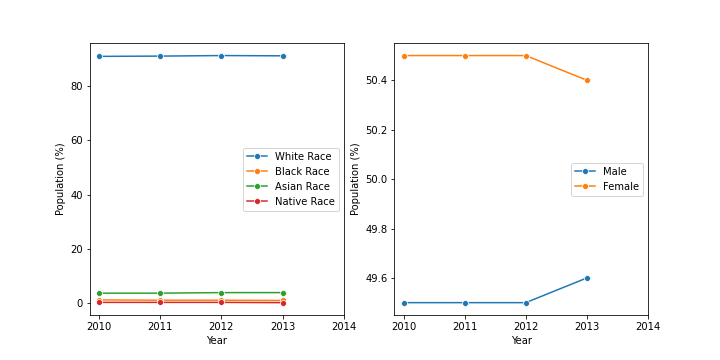 Population (%)
80
60
40
20
0
2010 2011 2012 2013 2014
Year
White Race
Black Race
Asian Race
Native Race
Population (%)
50.4
50.2
50.0
49.8
49.6
2010 2011 2012 2013 2014
Year
Male
Female